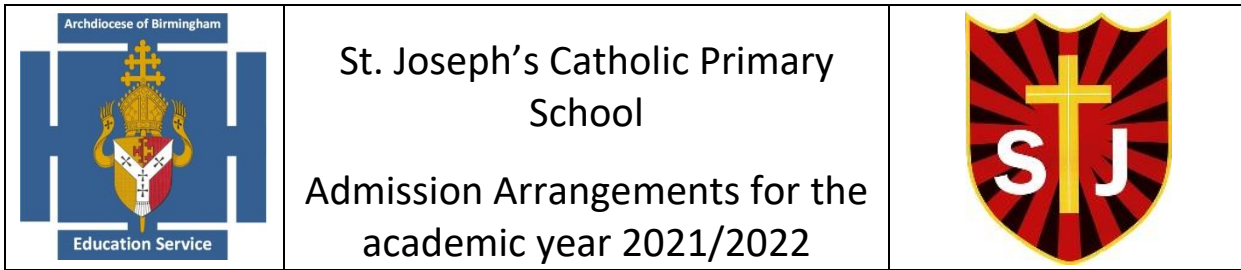 Archdiocese of Birmingham
Education Service
St. Joseph’s Catholic Primary
School
Admission Arrangements for the
academic year 2021/2022
S J